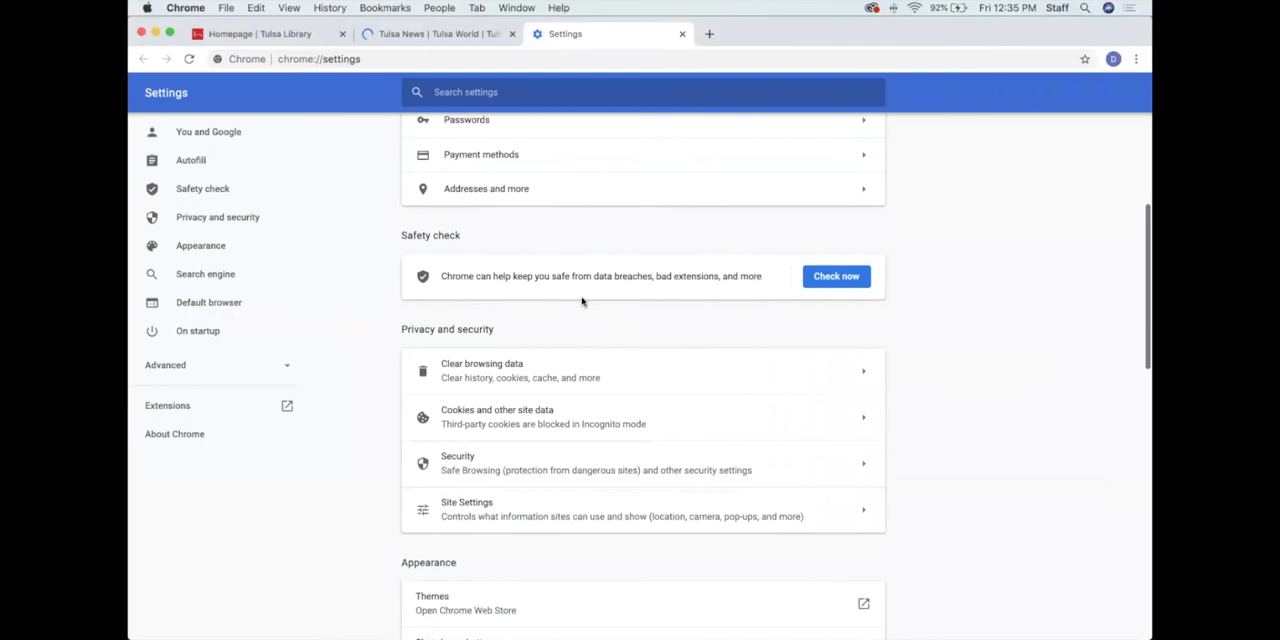 Chrome File Edit View History Bookmarks People Tab Window Help 92% Fri 12:35 PM Staff
Homepage | Tulsa Library Tulsa News | Tulsa World | Tul Settings
Chrome | chrome://settings D
Settings
Search settings
You and Google
Autofill
Safety check
Privacy and security
Appearance
Search engine
Default browser
On startup
Advanced
Extensions
About Chrome
Passwords
Payment methods
Addresses and more
Safety check
Chrome can help keep you safe from data breaches, bad extensions, and more Check now
Privacy and security
Clear browsing data
Clear history, cookies, cache, and more
Cookies and other site data
Third-party cookies are blocked in Incognito mode
Security
Safe Browsing (protection from dangerous sites) and other security settings
Site Settings
Controls what information sites can use and show (location, camera, pop-ups, and more)
Appearance
Themes
Open Chrome Web Store